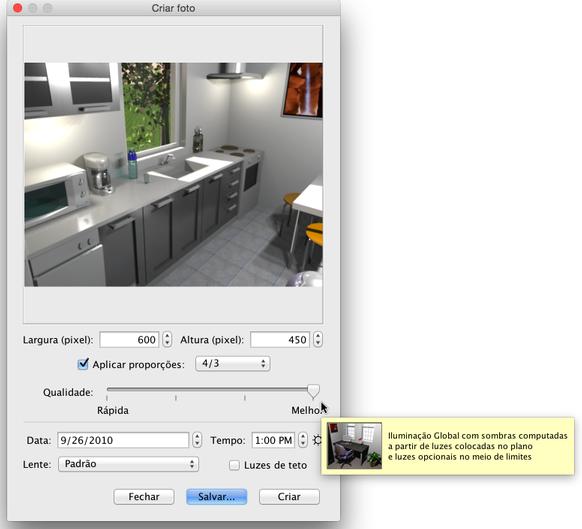 Criar foto
Largura (pixel): 600 Altura (pixel): 450
Aplicar proporções: 4/3
Qualidade:
Rápida Melhor
Data: 9/26/2010 Tempo: 1:00 PM
Lente: Padrão Luzes de teto
Fechar Salvar... Criar
Iluminação Global com sombras computadas
a partir de luzes colocadas no plano
e luzes opcionais no meio de limites